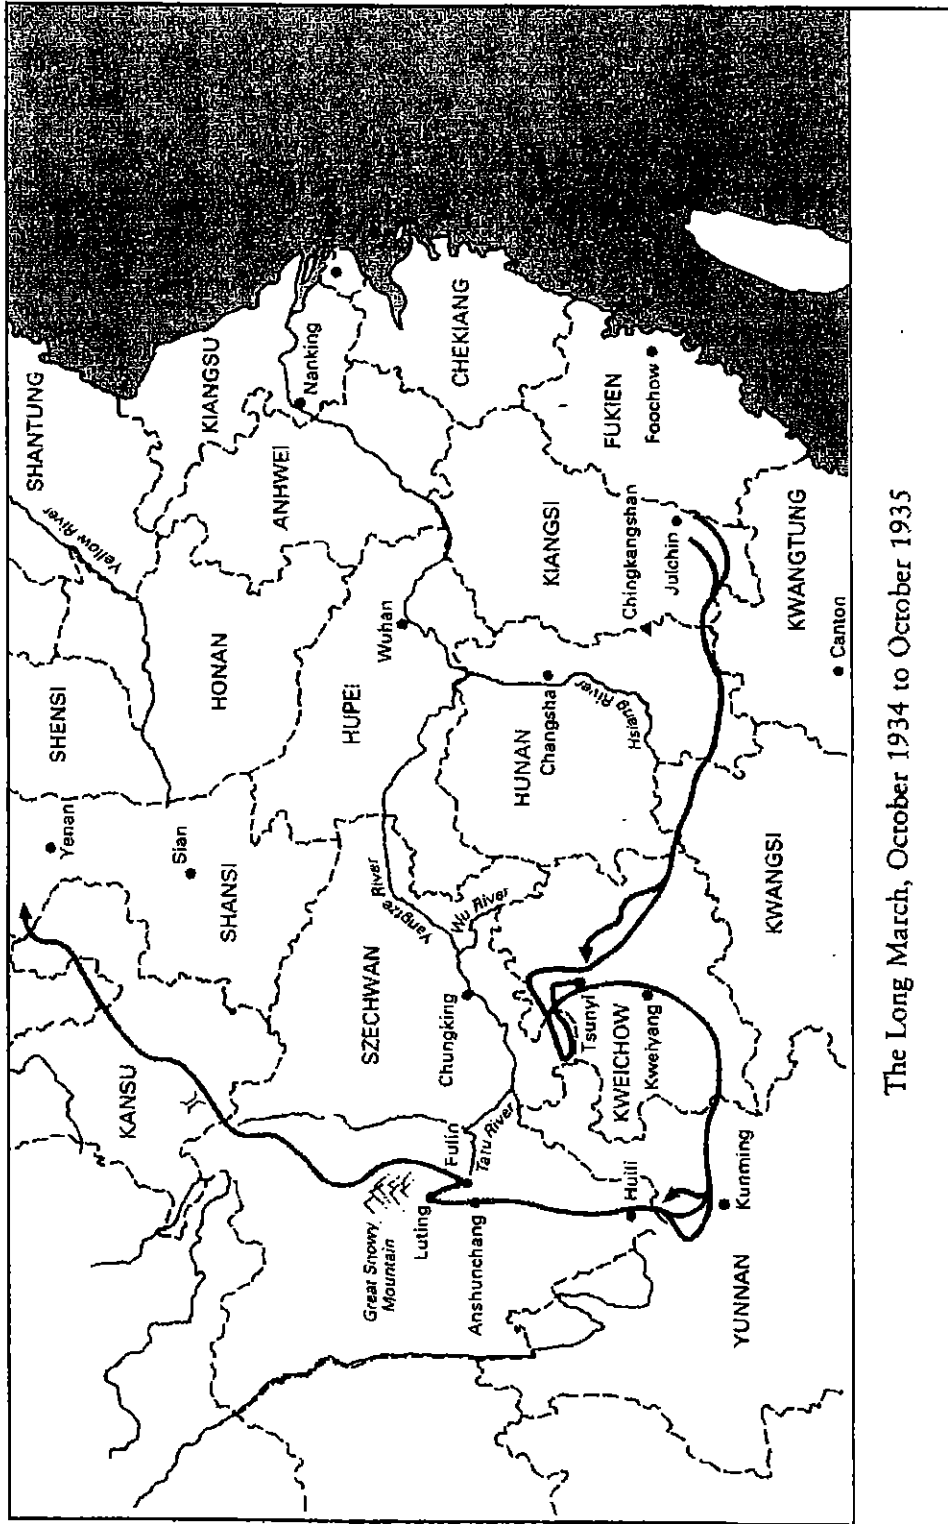 SHANTUNG
Yellow River
KIANGSU
Nanking
SHENSI
HONAN
ANHWEI
Yenani
Sian
SHANSI
HUPEI
Wuhan
CHEKIANG
KANSU
SZECHWAN
Yangtze
River
Wu River
HUNAN
Changsha
Hsiang River
KIANGSI
Chingkangshan
Juichin
FUKIEN
Foochow
Great Snowy
Mountain
Luting
Fulin
Tatu River
Chungking
Anshunchang
Huili
Tsunyi
KWEICHOW
Kweiyang
KWANGSI
KWANGTUNG
Canton
YUNNAN
Kunming
The Long March, October 1934 to October 1935